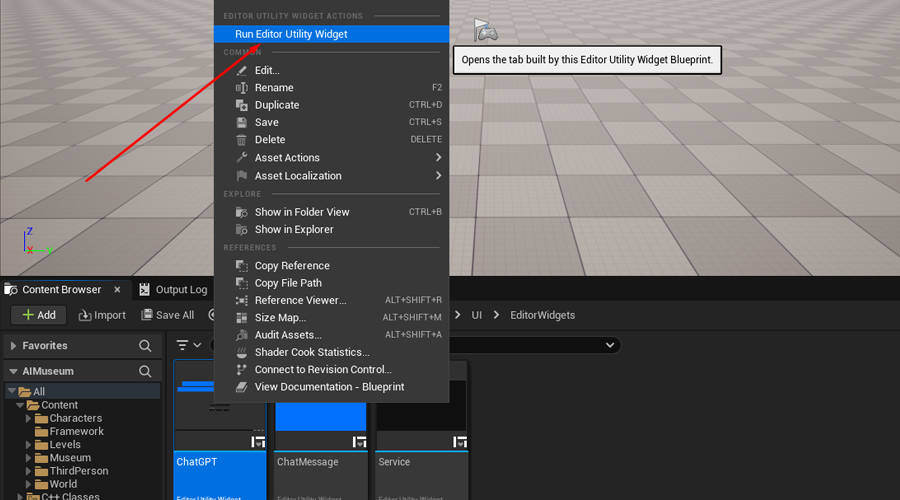 EDITOR UTILITY WIDGET ACTIONS
Run Editor Utility Widget
Opens the tab built by this Editor Utility Widget Blueprint.
COMMON
Edit...
Rename F2
Duplicate CTRL+D
Save CTRL+S
Delete DELETE
Asset Actions
Asset Localization
EXPLORE
Show in Folder View CTRL+B
Show in Explorer
REFERENCES
Copy Reference
Copy File Path
Reference Viewer... ALT+SHIFT+R
Size Map... ALT+SHIFT+M
Audit Assets... ALT+SHIFT+A
Shader Cook Statistics...
Connect to Revision Control...
View Documentation - Blueprint
Z
X
Content Browser
Output Log
Add
Import
Save All
UI
EditorWidgets
Favorites
AIMuseum
All
Content
Characters
Framework
Levels
Museum
ThirdPerson
World
C++ Classes
ChatGPT
ChatMessage
Service
Editor Utility Widget
Editor Utility Widget
Editor Utility Widget